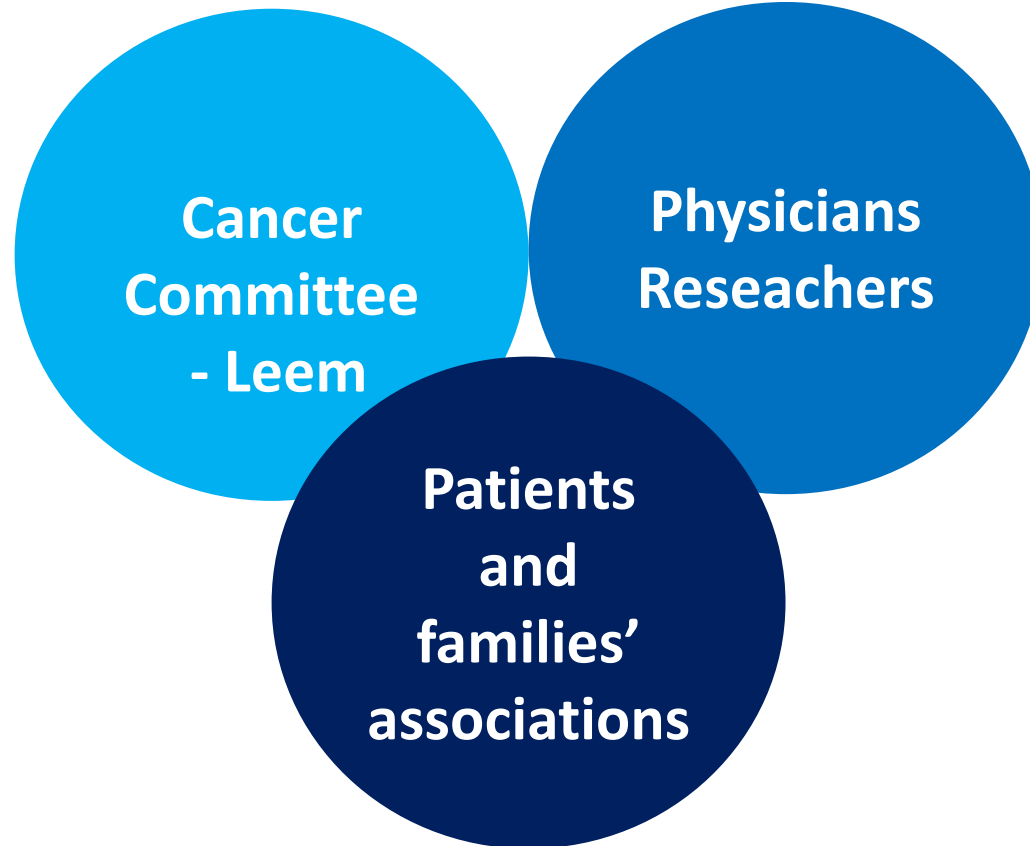 Cancer
Committee
- Leem
Physicians
Reseachers
Patients
and
families’
associations